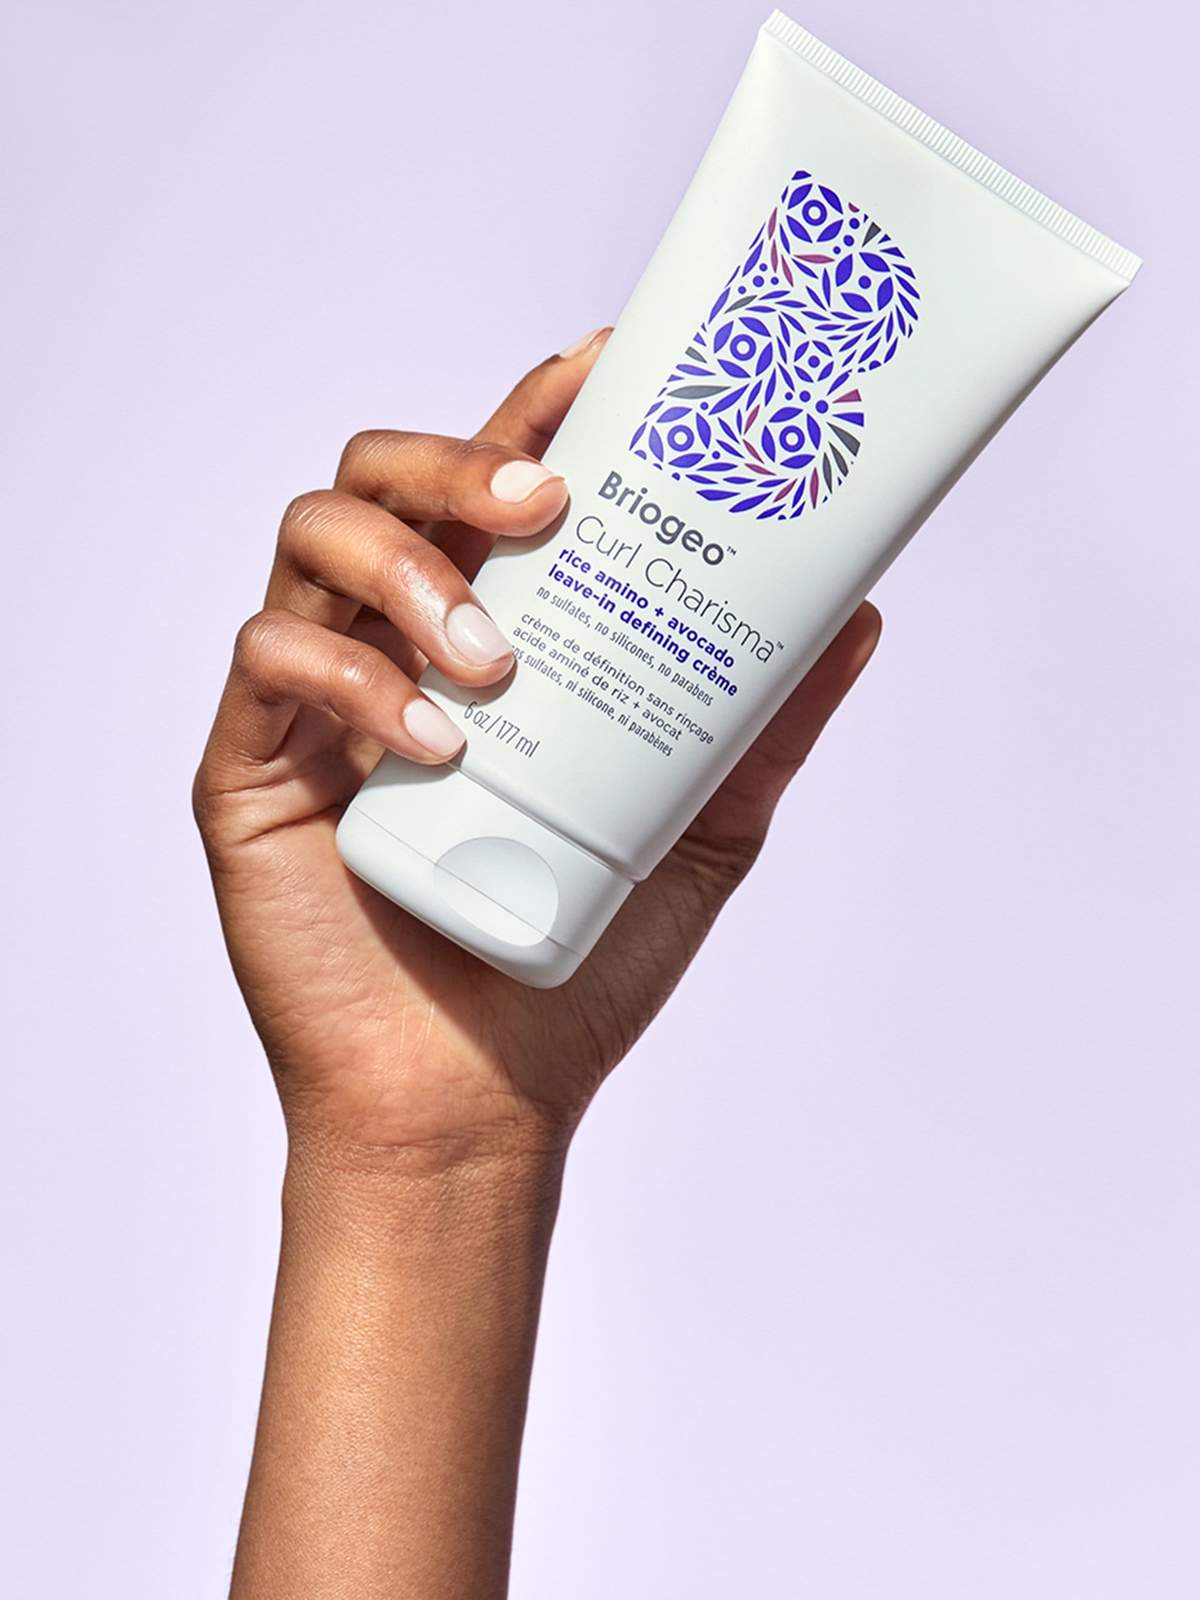 Briogeo™
Curl Charisma™
rice amino + avocado
leave-in defining crème
no sulfates, no silicones, no parabens
crème de définition sans rinçage
acide aminé de riz + avocat
sulfates, ni silicone, ni parabènes
6 oz / 177 ml